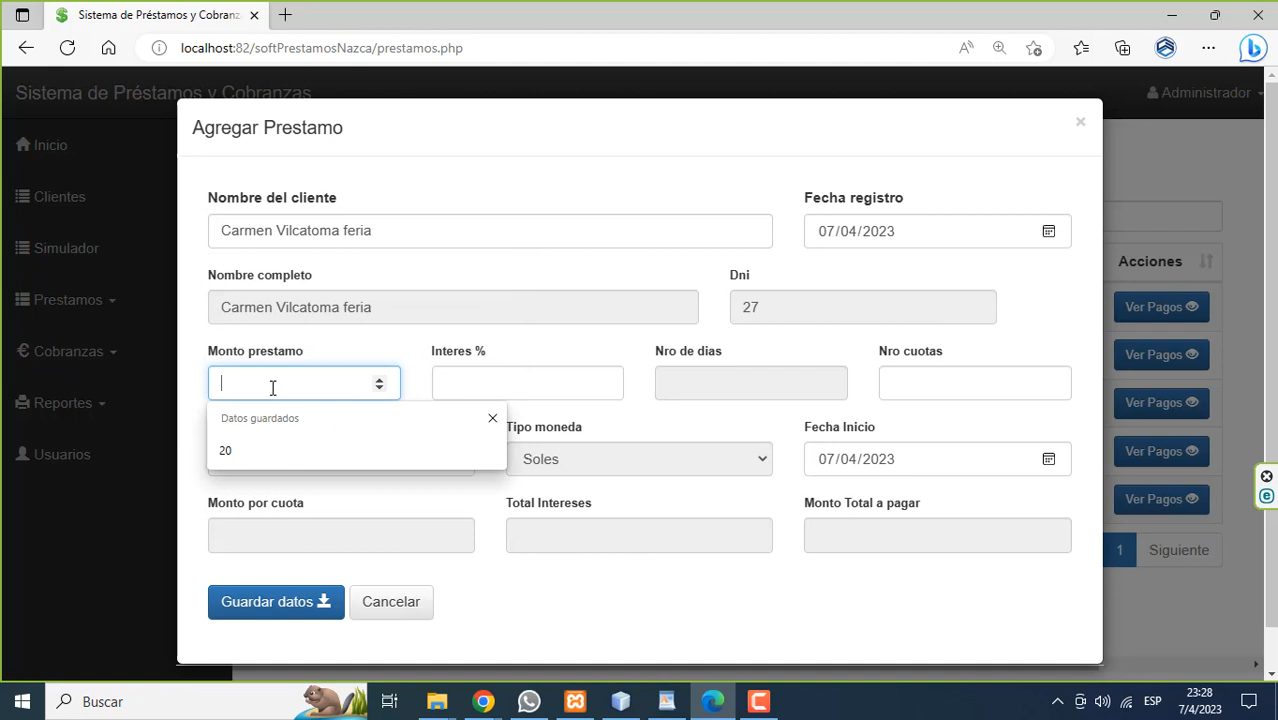 Sistema de Préstamos y Cobranz
localhost:82/softPrestamosNazca/prestamos.php
Sistema de Préstamos y Cobranzas
Administrador
Inicio
Clientes
Simulador
Prestamos
Cobranzas
Reportes
Usuarios
Agregar Prestamo
Nombre del cliente
Fecha registro
Carmen Vilcatoma feria
07/04/2023
Nombre completo
Dni
Carmen Vilcatoma feria
27
Monto prestamo
Interes %
Nro de dias
Nro cuotas
Datos guardados
20
Tipo moneda
Fecha Inicio
Soles
07/04/2023
Monto por cuota
Total Intereses
Monto Total a pagar
Guardar datos
Cancelar
Acciones
Ver Pagos
Ver Pagos
Ver Pagos
Ver Pagos
Ver Pagos
1
Siguiente
Buscar
ESP
23:28
7/4/2023